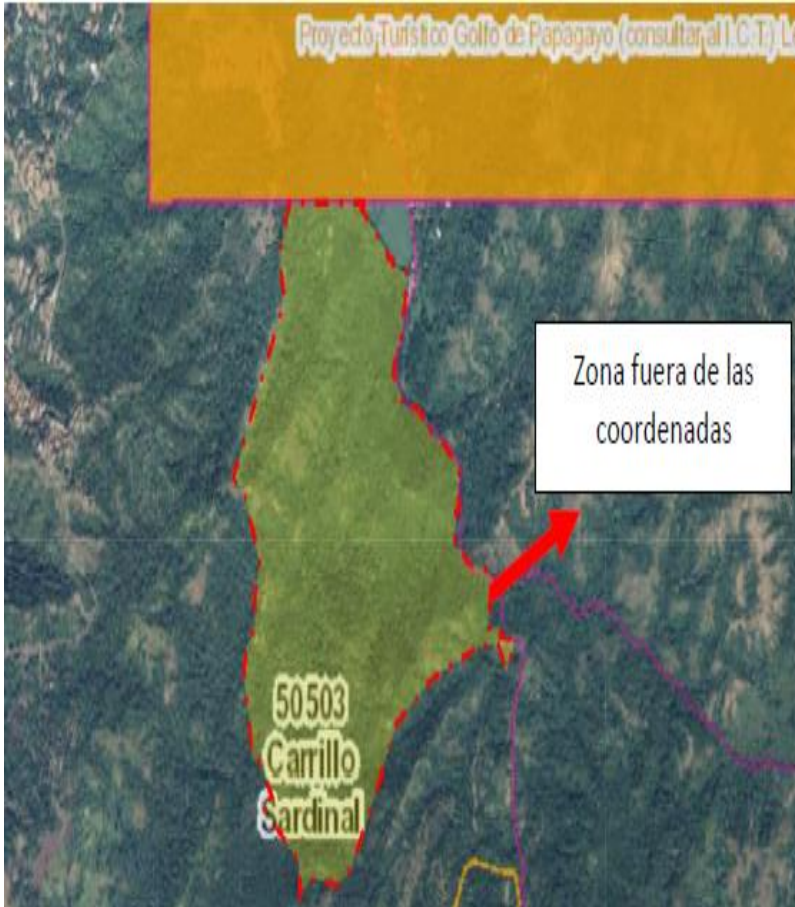 Proyecto Turístico Golfo de Papagayo (consultar al I.C.T.) L
Zona fuera de las
coordenadas
50503
Carrillo
Sardinal